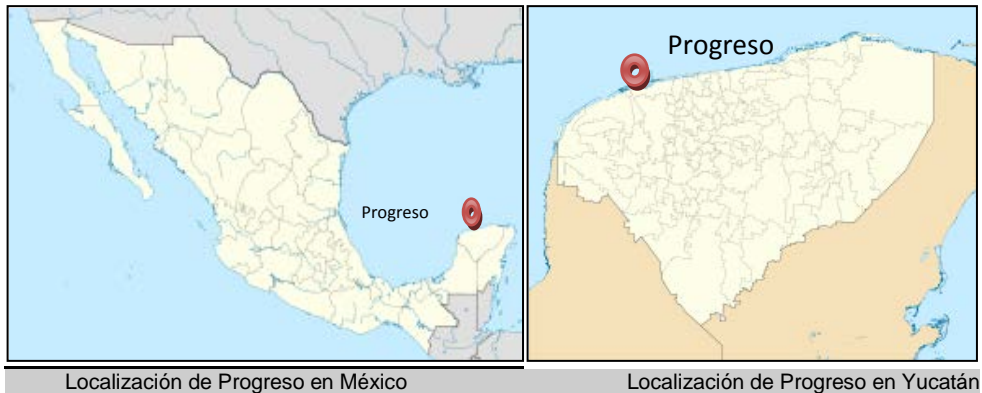 Progreso
Progreso
Localización de Progreso en México
Localización de Progreso en Yucatán